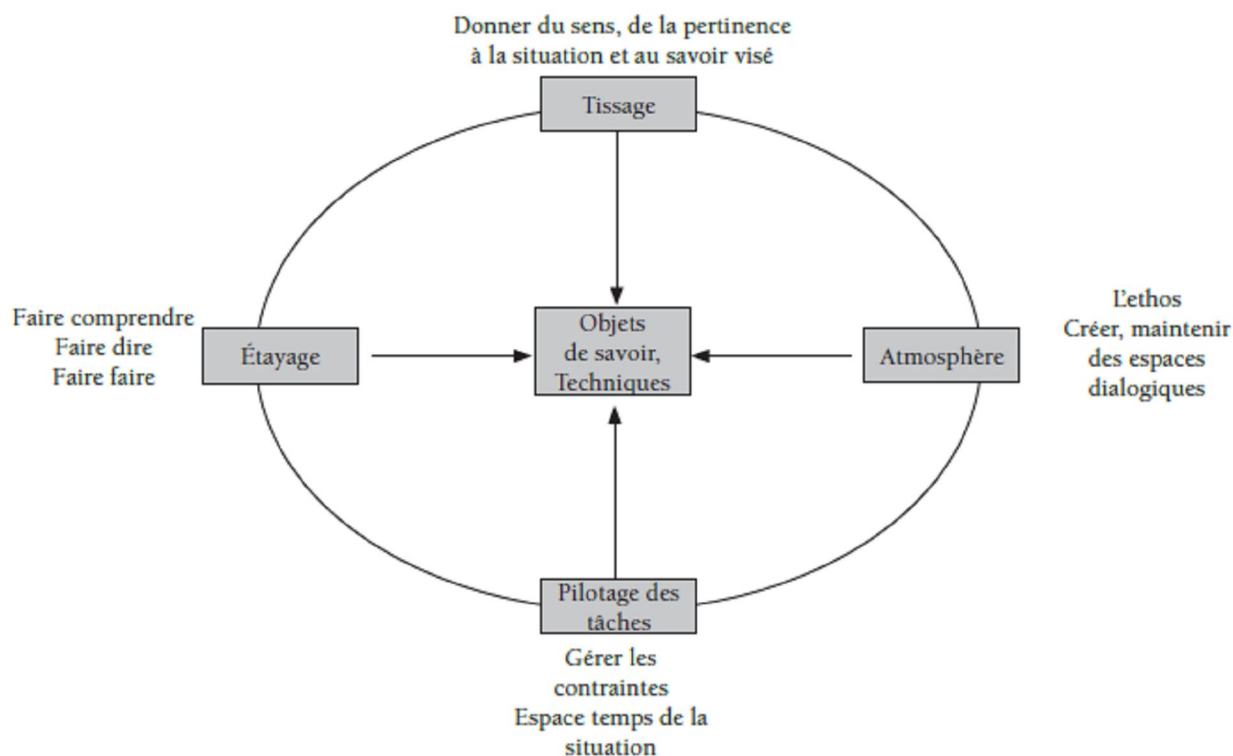 Donner du sens, de la pertinence
à la situation et au savoir visé
Tissage
Faire comprendre
Faire dire
Faire faire
Étayage
Objets
de savoir,
Techniques
Atmosphère
L'ethos
Créer, maintenir
des espaces
dialogiques
Pilotage des
tâches
Gérer les
contraintes
Espace temps de la
situation